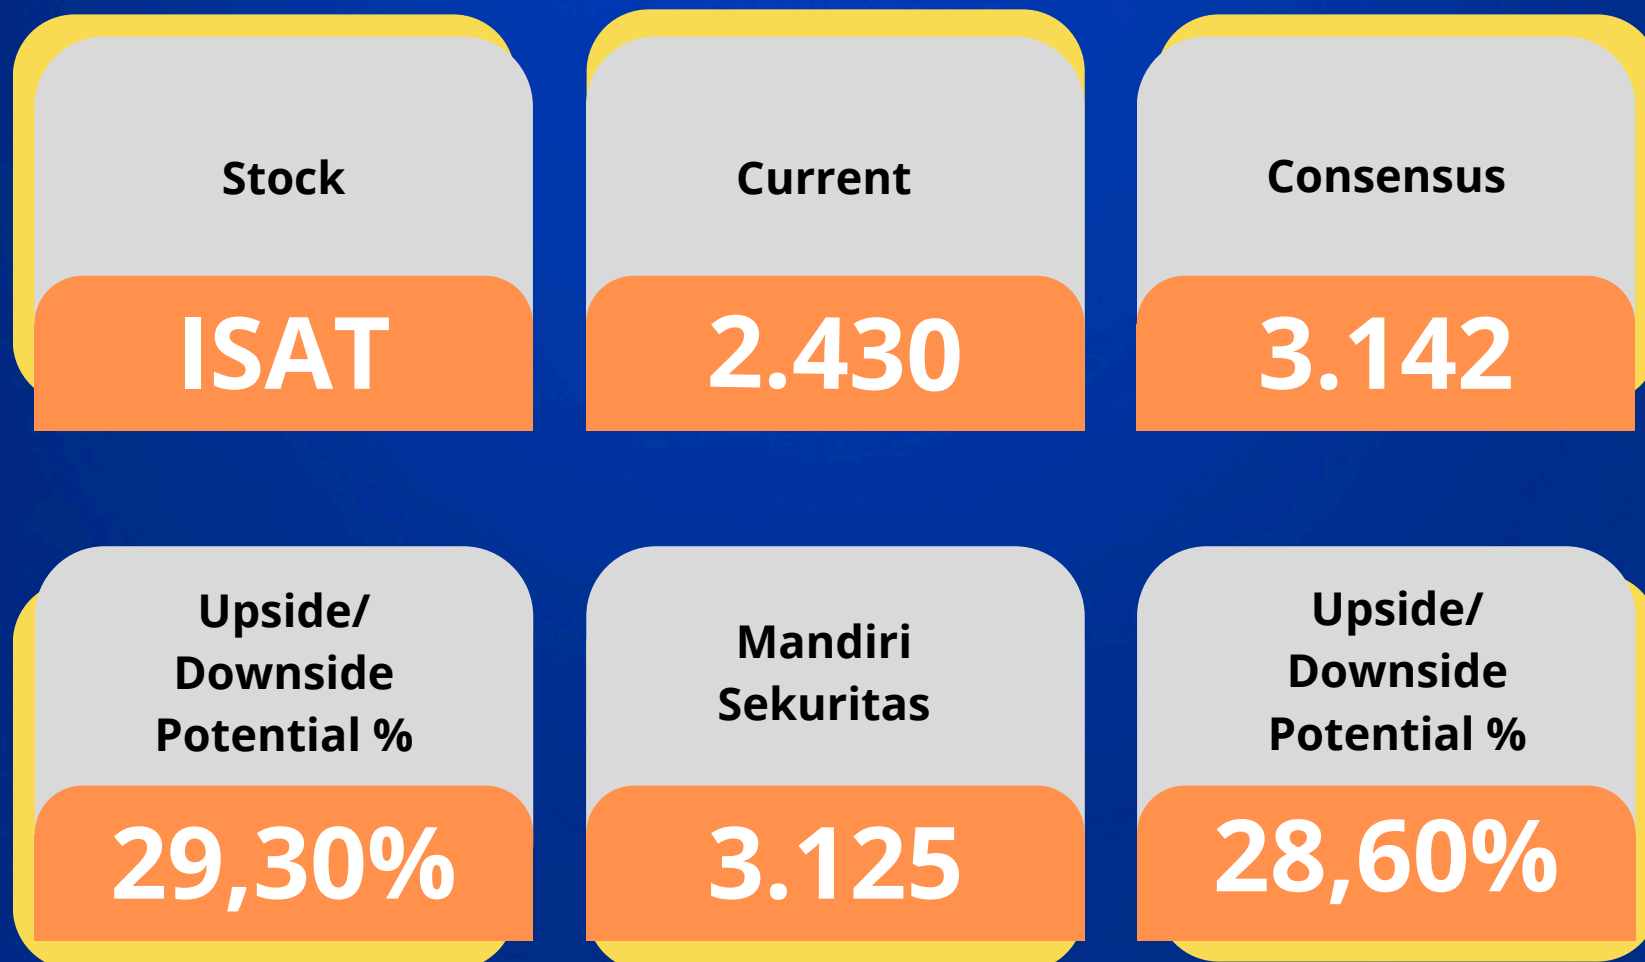 Stock
ISAT
Current
2.430
Consensus
3.142
Upside/
Downside
Potential %
29,30%
Mandiri
Sekuritas
3.125
Upside/
Downside
Potential %
28,60%